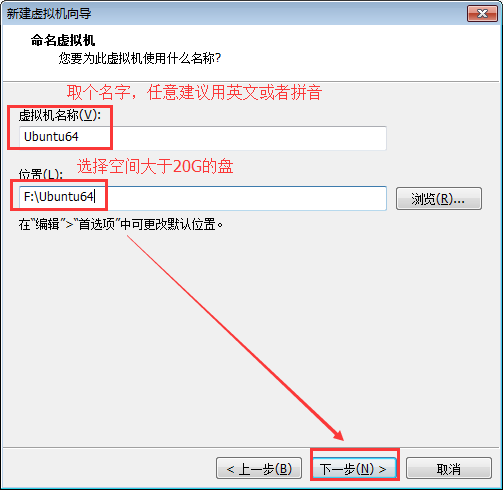 新建虚拟机向导
命名虚拟机
您要为此虚拟机使用什么名称?
取个名字，任意建议用英文或者拼音
虚拟机名称(V):
Ubuntu64
位置(L):
选择空间大于20G的盘
F:\Ubuntu64
浏览(R)...
在“编辑”>“首选项”中可更改默认位置。
< 上一步(B)
下一步(N) >
取消